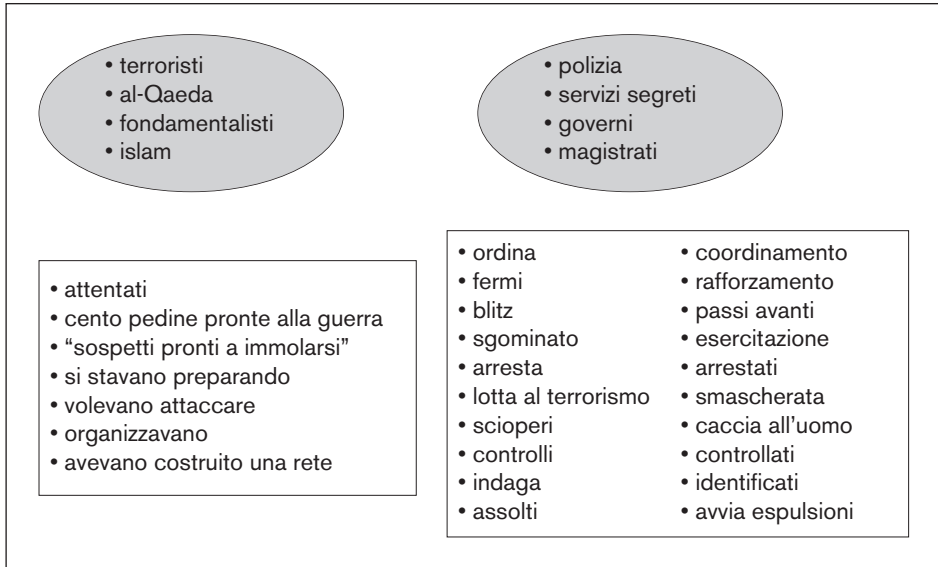 • terroristi
• al-Qaeda
• fondamentalisti
• islam
• polizia
• servizi segreti
• governi
• magistrati
• attentati
• cento pedine pronte alla guerra
• “sospetti pronti a immolarsi”
• si stavano preparando
• volevano attaccare
• organizzavano
• avevano costruito una rete
• ordina
• fermi
• blitz
• sgominato
• arresta
• lotta al terrorismo
• scioperi
• controlli
• indaga
• assolti
• coordinamento
• rafforzamento
• passi avanti
• esercitazione
• arrestati
• smascherata
• caccia all'uomo
• controllati
• identificati
• avvia espulsioni